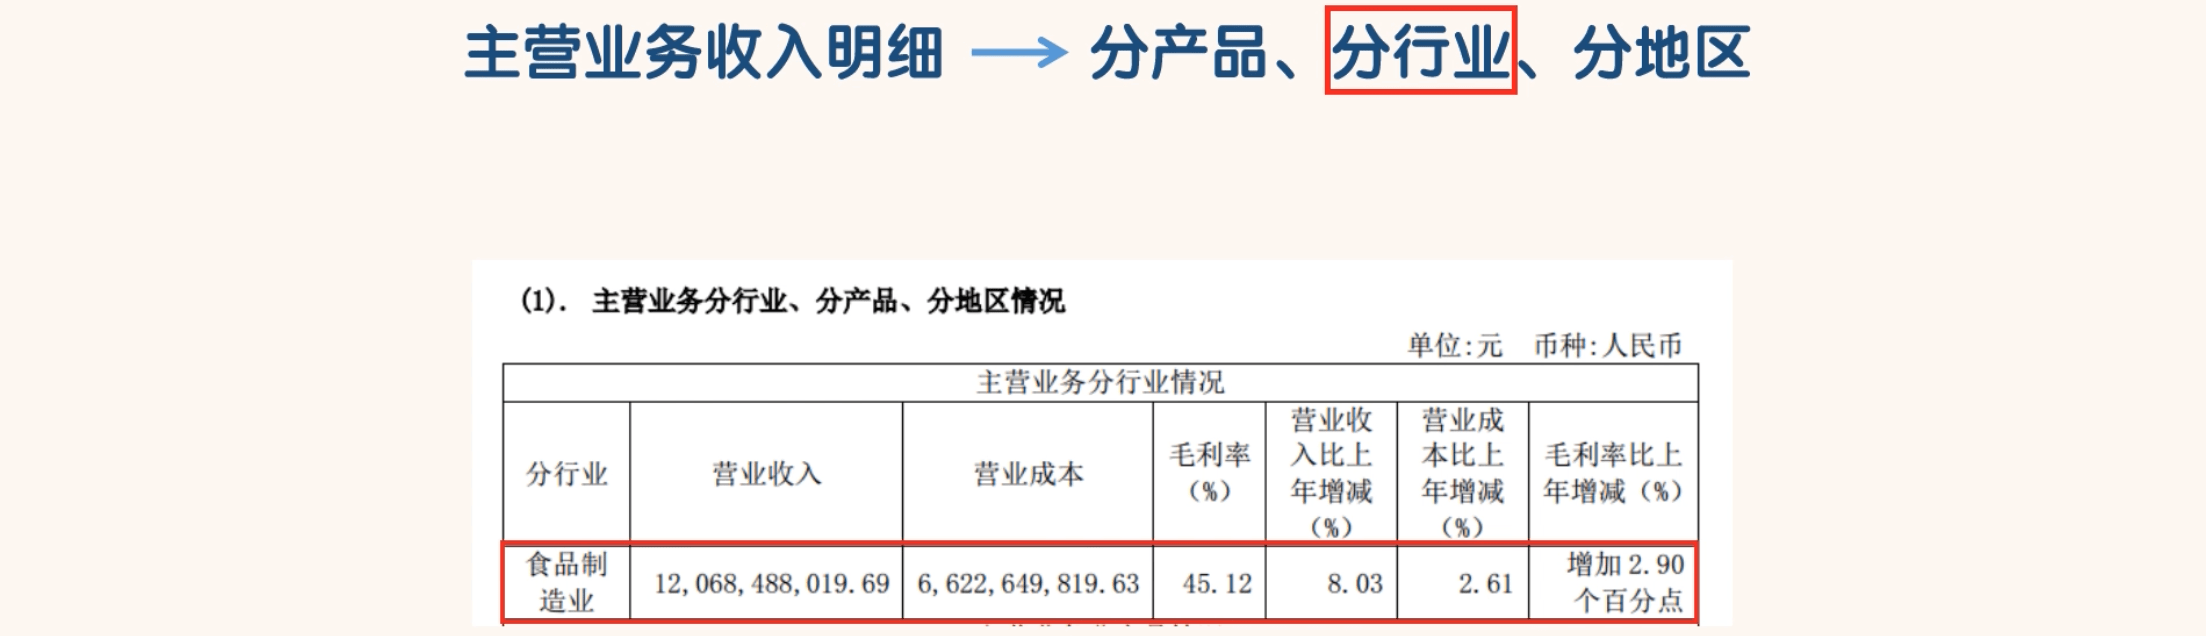 主营业务收入明细 → 分产品、分行业、分地区
(1). 主营业务分行业、分产品、分地区情况
单位:元 币种:人民币
主营业务分行业情况
分行业 营业收入 营业成本 毛利率(%) 营业收入比上年增减(%) 营业成本比上年增减(%) 毛利率比上年增减(%)
食品制造业 12,068,488,019.69 6,622,649,819.63 45.12 8.03 2.61 增加2.90个百分点